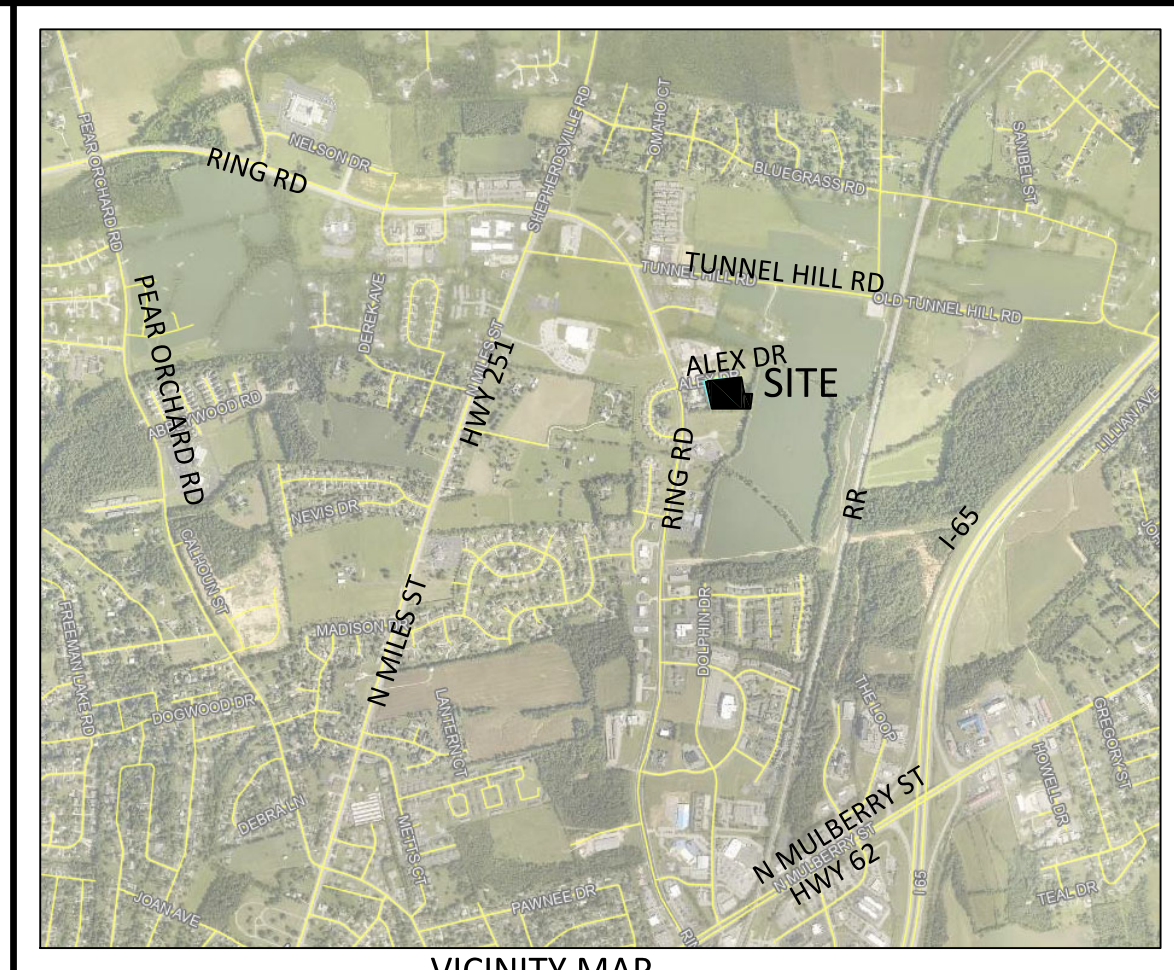 PEAR ORCHARD RD
NELSON DR
RING RD
SHEPHERDSVILLE RD
OMAHO CT
BLUEGRASS RD
SANIBEL ST
TUNNEL HILL RD
TUNNEL HILL RD
OLD TUNNEL HILL RD
PEAR ORCHARD RD
DEREK AVE
N MILES ST
HWY 251
ALEX DR
ALEX DR
SITE
LILLIAN AVE
RING RD
RR
I-65
NEVIS DR
CALHOUN ST
FREEMAN LAKE RD
MADISON
N MILES ST
DOLPHIN DR
DOGWOOD DR
LANTERN CT
THE LOOP
GREGORY ST
HOWELL DR
DEBRA LN
METTS CT
N MULBERRY ST
N MULBERRY ST
HWY 62
I 65
TEAL DR
JOAN AVE
PAWNEE DR
VICINITY MAP